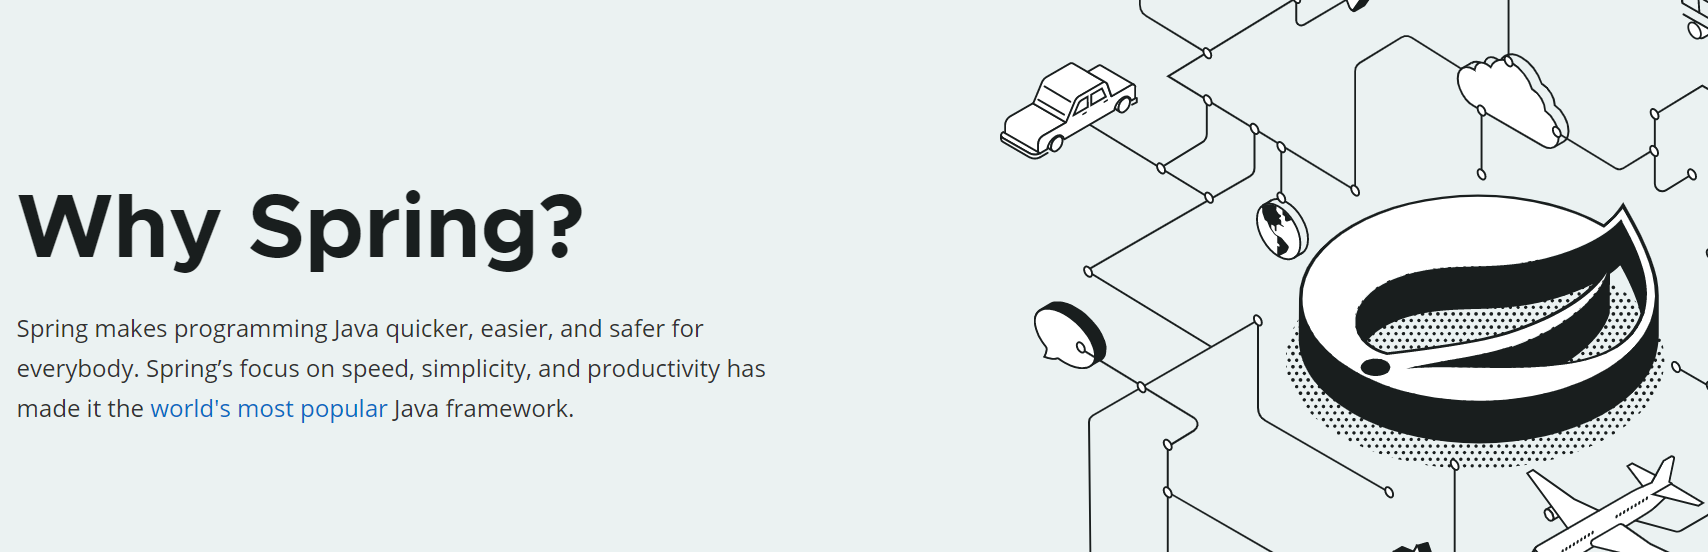 Why Spring?
Spring makes programming Java quicker, easier, and safer for
everybody. Spring’s focus on speed, simplicity, and productivity has
made it the world's most popular Java framework.